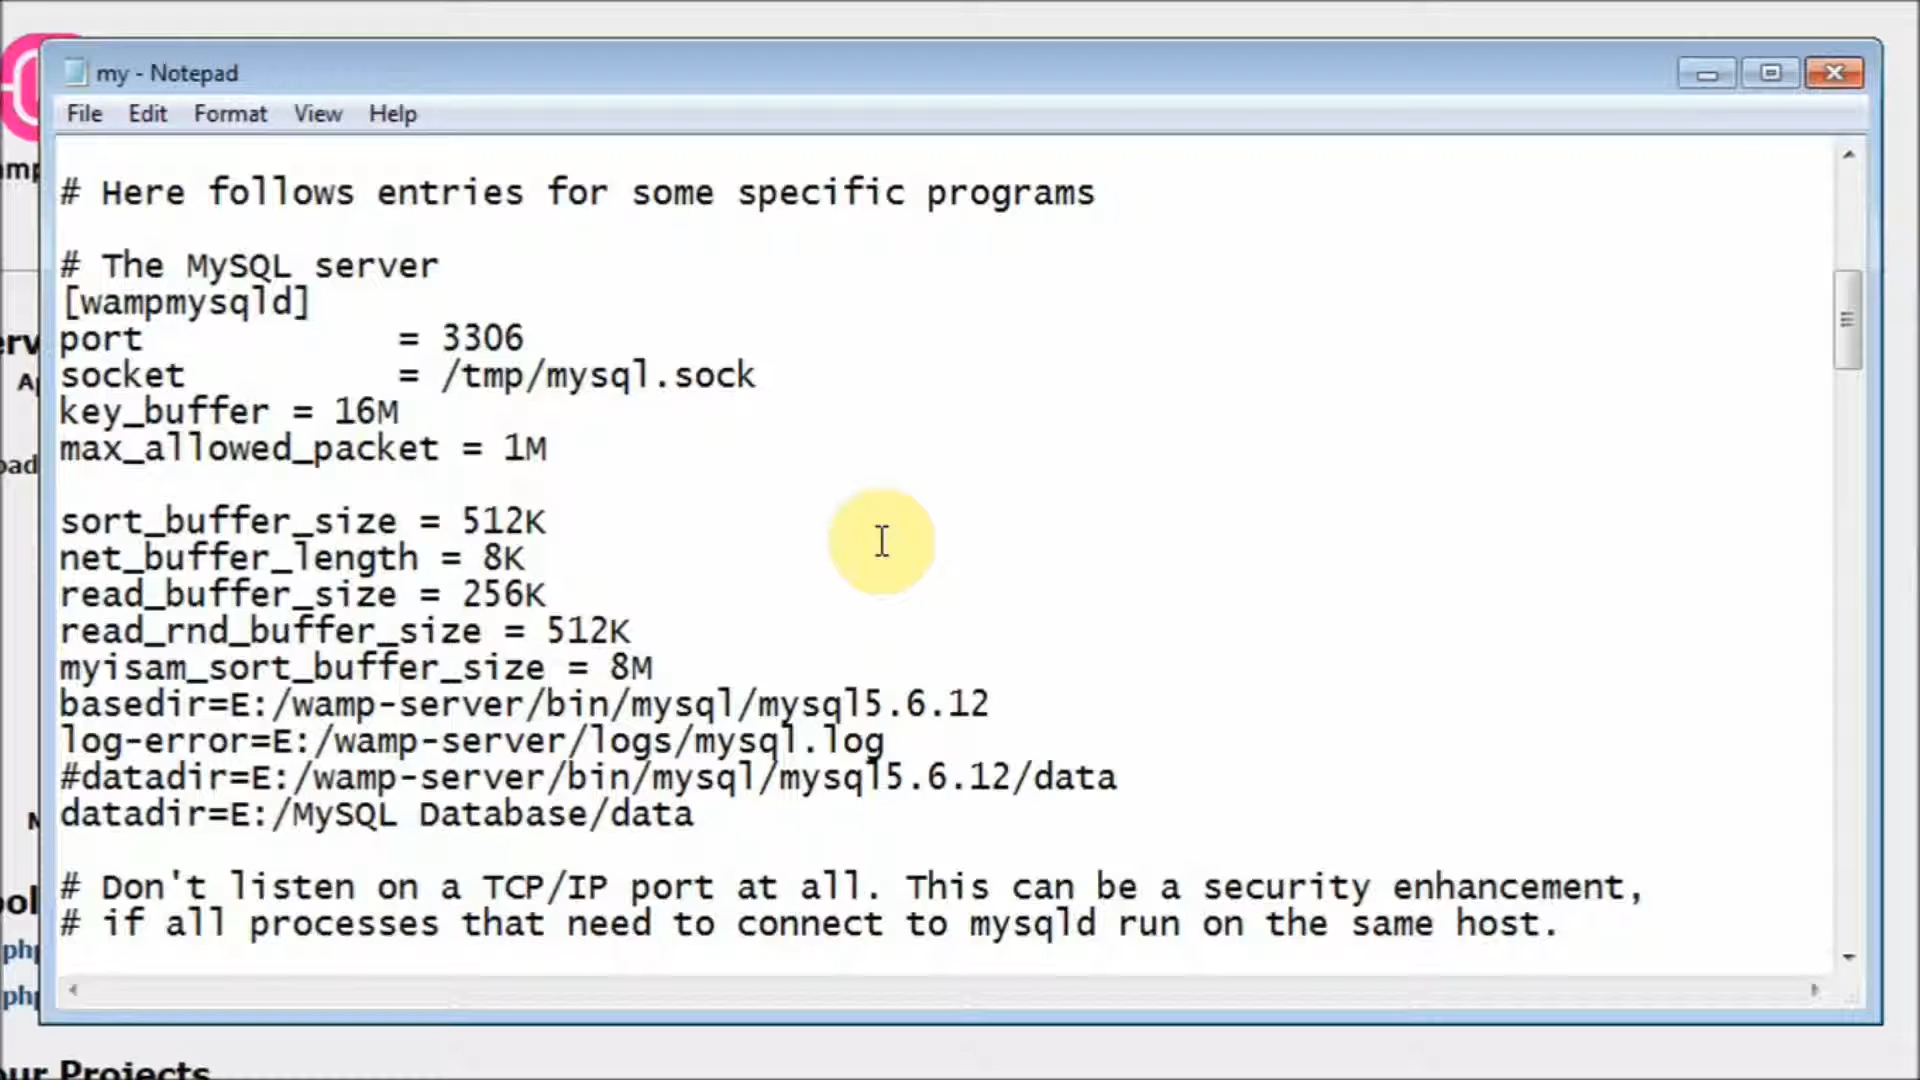 my - Notepad
File Edit Format View Help
# Here follows entries for some specific programs
# The MySQL server
[wampmysqld]
port = 3306
socket = /tmp/mysql.sock
key_buffer = 16M
max_allowed_packet = 1M
sort_buffer_size = 512K
net_buffer_length = 8K
read_buffer_size = 256K
read_rnd_buffer_size = 512K
myisam_sort_buffer_size = 8M
basedir=E:/wamp-server/bin/mysql/mysql5.6.12
log-error=E:/wamp-server/logs/mysql.log
#datadir=E:/wamp-server/bin/mysql/mysql5.6.12/data
datadir=E:/MySQL Database/data
# Don't listen on a TCP/IP port at all. This can be a security enhancement,
# if all processes that need to connect to mysqld run on the same host.
Projects